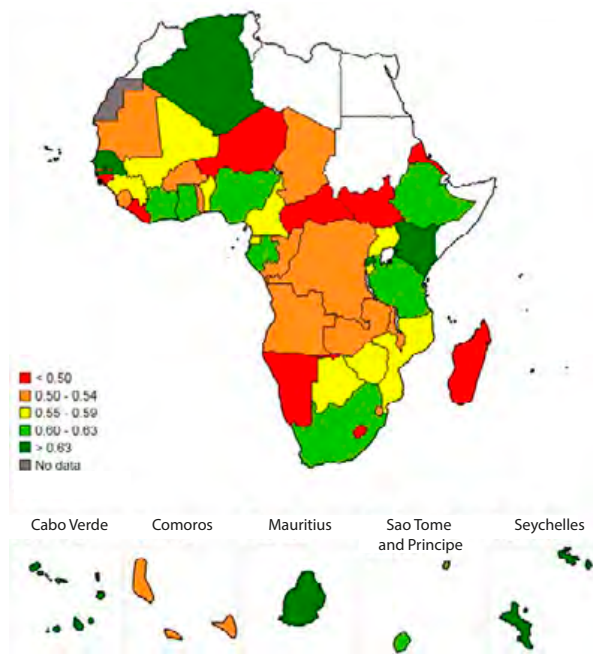 < 0.50
0.50 - 0.54
0.55 - 0.59
0.60 - 0.63
> 0.63
No data
Cabo Verde
Comoros
Mauritius
Sao Tome
and Principe
Seychelles